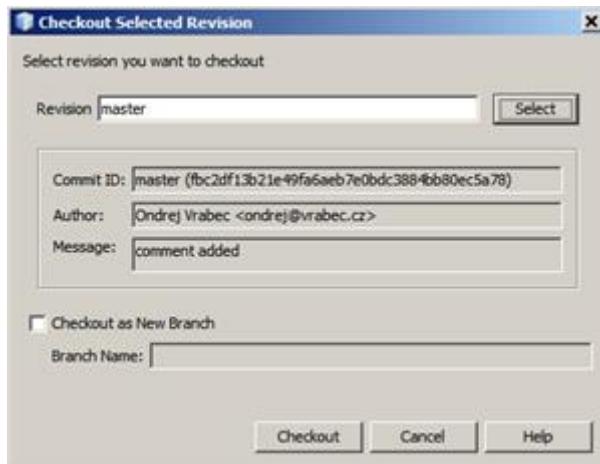 Checkout Selected Revision
Select revision you want to checkout
Revision master Select
Commit ID: master (fbc2df13b21e49fa6aeb7e0bdc3884bb80ec5a78)
Author: Ondrej Vrabec <ondrej@vrabec.cz>
Message: comment added
Checkout as New Branch
Branch Name:
Checkout Cancel Help